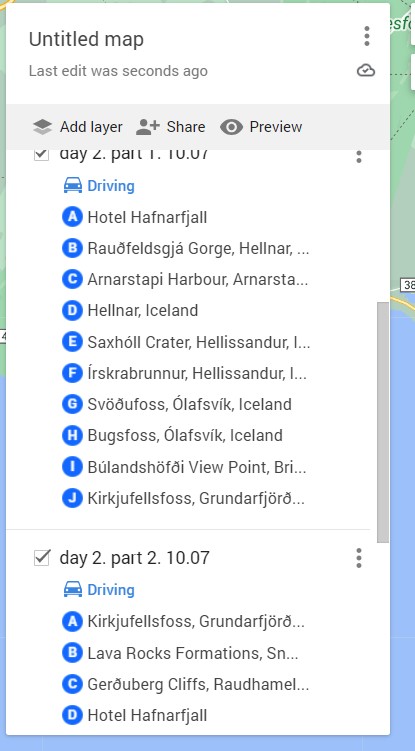 Untitled map
Last edit was seconds ago
Add layer Share Preview
day 2. part 1. 10.07
Driving
A Hotel Hafnarfjall
B Rauðfeldsgjá Gorge, Hellnar, ...
C Arnarstapi Harbour, Arnarsta...
D Hellnar, Iceland
E Saxhóll Crater, Hellissandur, I...
F Írskrabrunnur, Hellissandur, I...
G Svöðufoss, Ólafsvík, Iceland
H Bugsfoss, Ólafsvík, Iceland
I Búlandshöfði View Point, Bri...
J Kirkjufellsfoss, Grundarfjörð...
day 2. part 2. 10.07
Driving
A Kirkjufellsfoss, Grundarfjörð...
B Lava Rocks Formations, Sn...
C Gerðuberg Cliffs, Raudhamel...
D Hotel Hafnarfjall